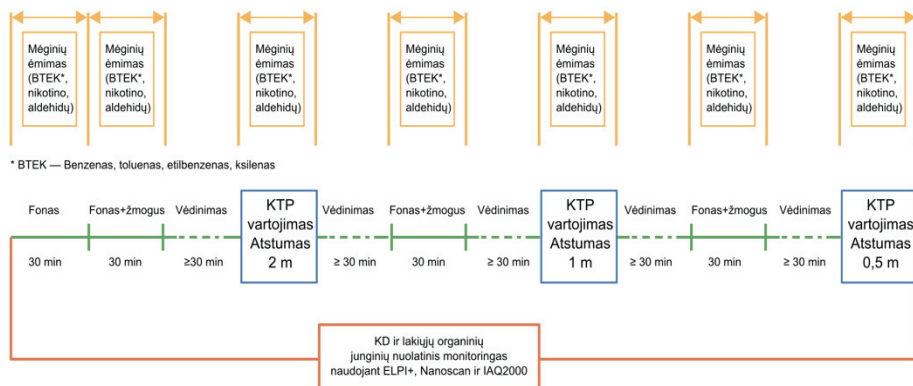 Mėginių
ėmimas
(BTEK*,
nikotino,
aldehidų)
Mėginių
ėmimas
(BTEK*,
nikotino,
aldehidų)
Mėginių
ėmimas
(BTEK*,
nikotino,
aldehidų)
Mėginių
ėmimas
(BTEK*,
nikotino,
aldehidų)
Mėginių
ėmimas
(BTEK*,
nikotino,
aldehidų)
Mėginių
ėmimas
(BTEK*,
nikotino,
aldehidų)
Mėginių
ėmimas
(BTEK*,
nikotino,
aldehidų)
* BTEK — Benzenas, toluenas, etilbenzenas, ksilenas
Fonas
30 min
Fonas+žmogus
30 min
Vėdinimas
≥30 min
KTP
vartojimas
Atstumas
2 m
Vėdinimas
≥ 30 min
Fonas+žmogus
30 min
Vėdinimas
≥ 30 min
KTP
vartojimas
Atstumas
1 m
Vėdinimas
≥ 30 min
Fonas+žmogus
30 min
Vėdinimas
≥ 30 min
KTP
vartojimas
Atstumas
0,5 m
KD ir lakiųjų organinių
junginių nuolatinis monitoringas
naudojant ELPI+, Nanoscan ir IAQ2000